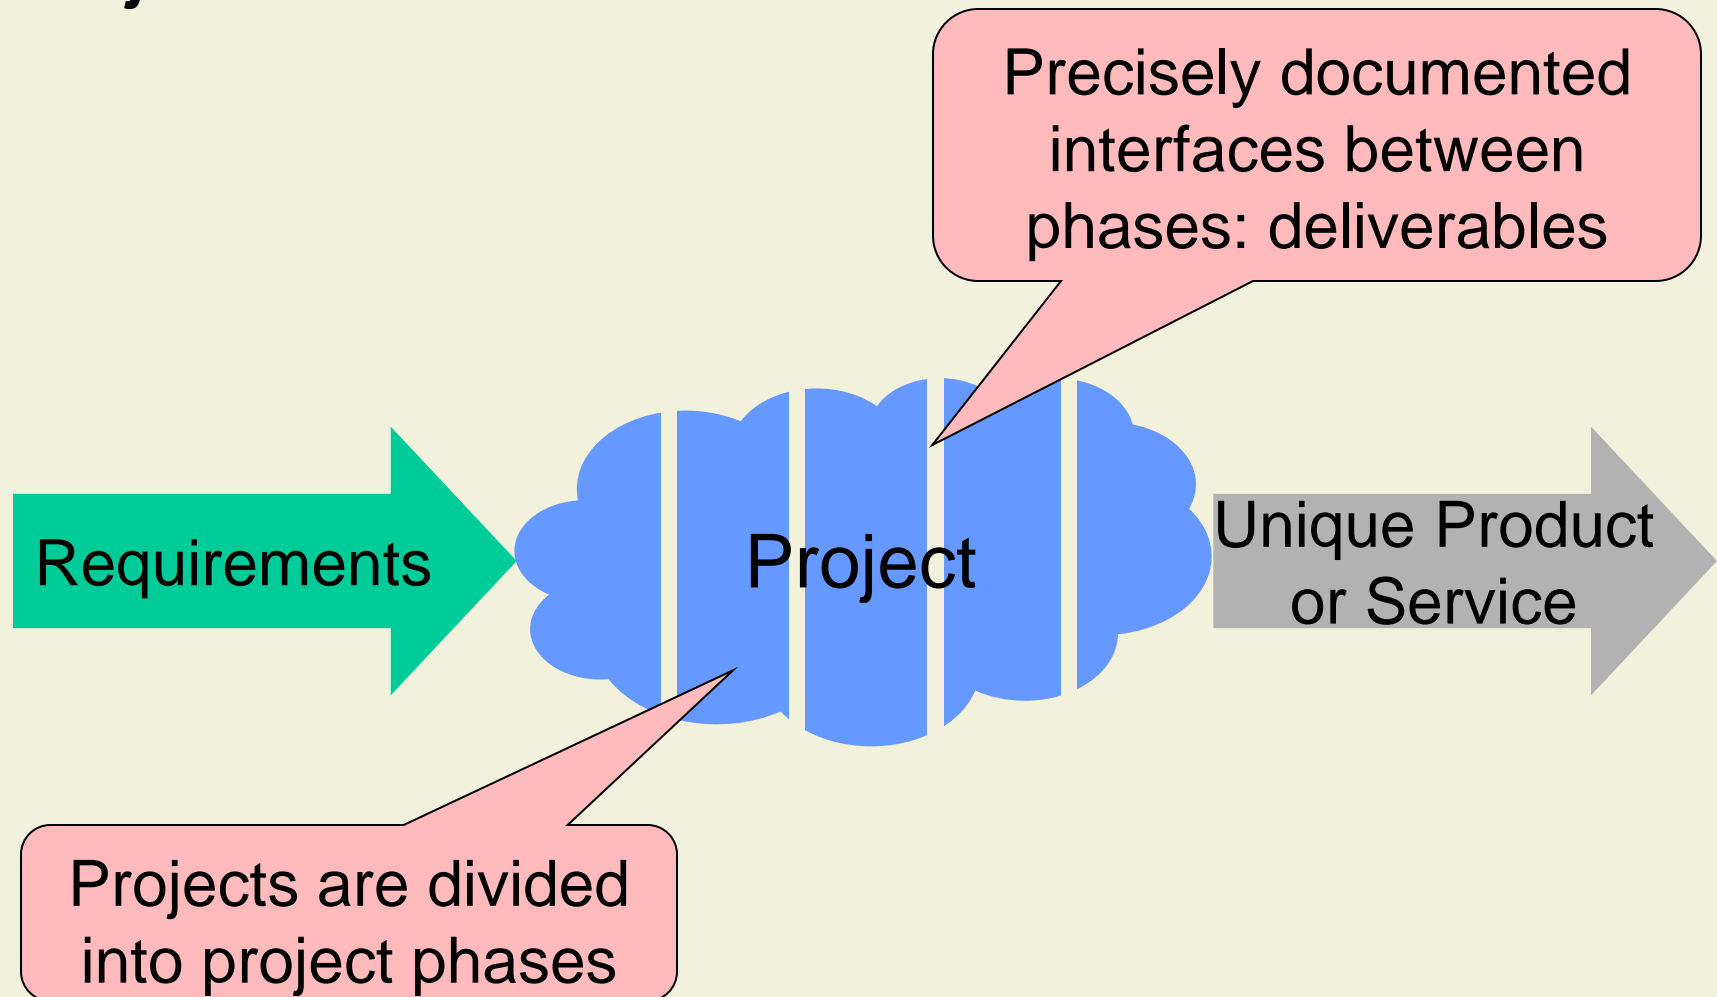 Precisely documented
interfaces between
phases: deliverables
Requirements
Project
Unique Product
or Service
Projects are divided
into project phases